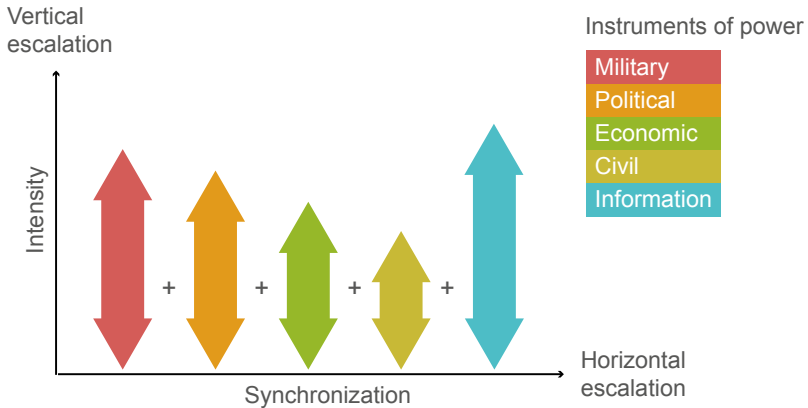 Vertical
escalation
Instruments of power
Military
Political
Economic
Civil
Information
Intensity
+ + + +
Synchronization
Horizontal
escalation